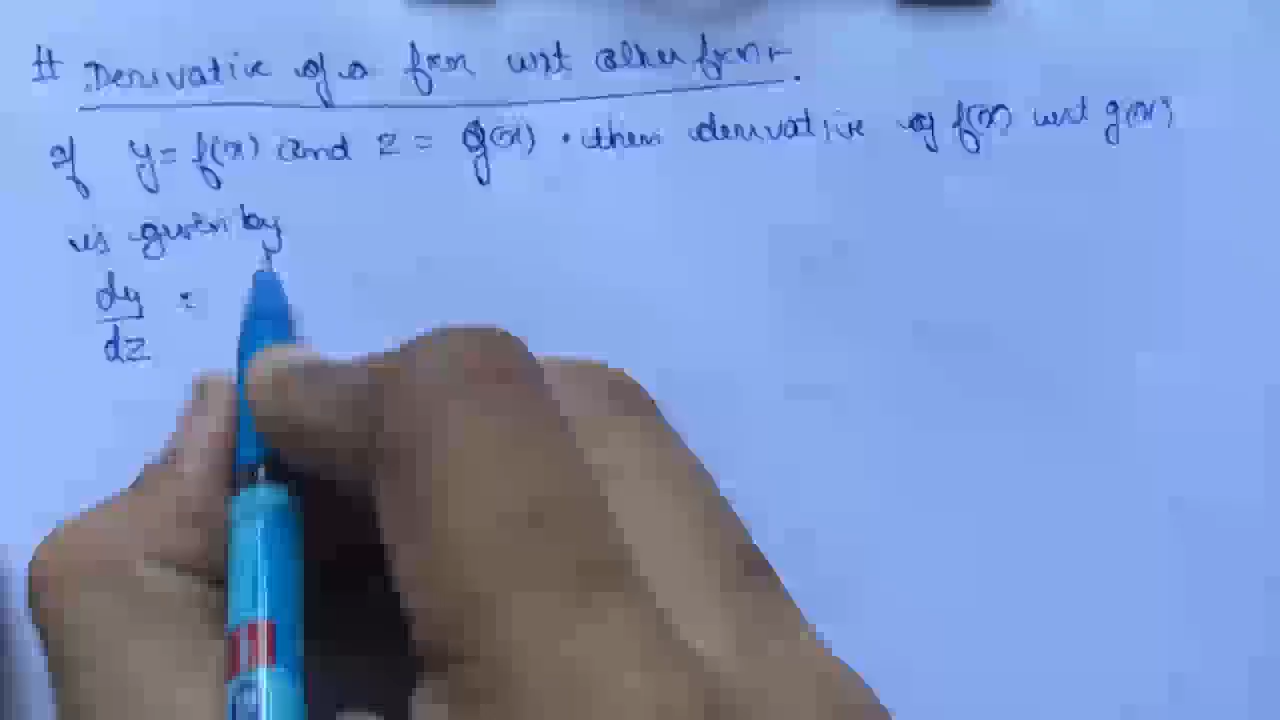 # Derivative of a fxn wrt other fxn.
If y = f(x) and z = g(x). then derivative of f(x) wrt g(x)
is given by
dy/dz =